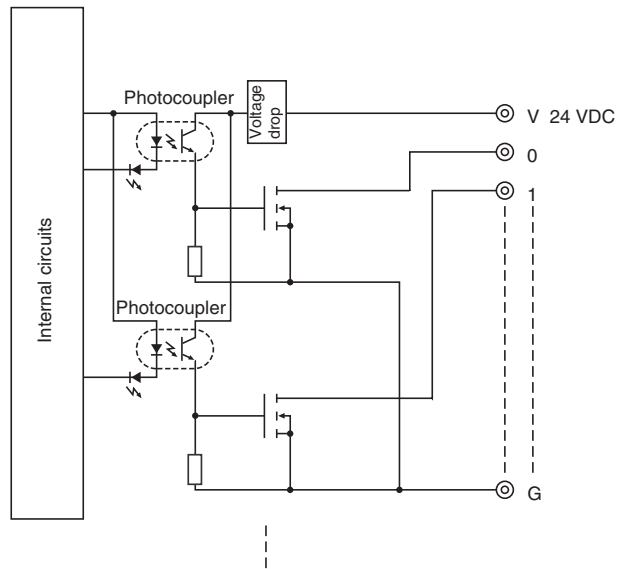 Internal circuits
Photocoupler
Voltage
drop
V 24 VDC
0
1
Photocoupler
G